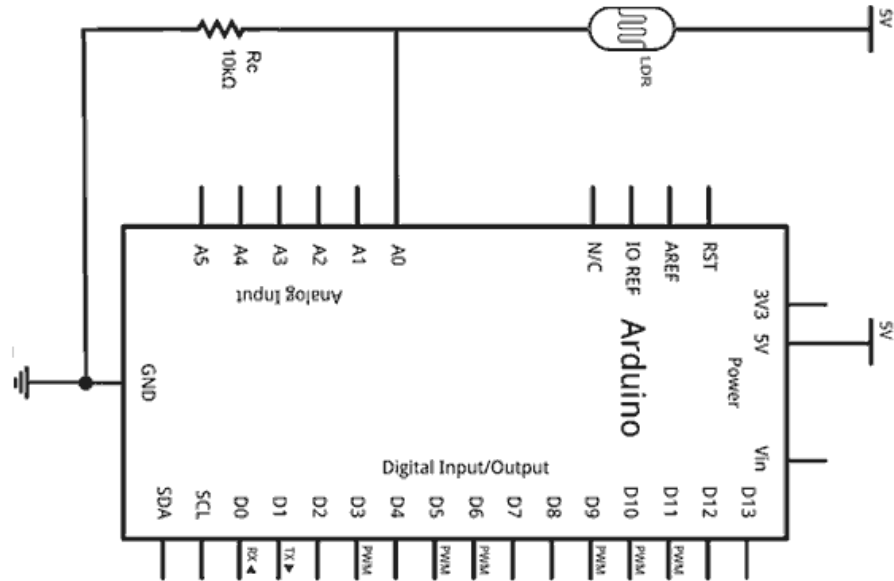 5V
Rc
10kΩ
LDR
A5
A4
A3
A2
A1
A0
N/C
IO REF
AREF
RST
Analog Input
3V3
5V
5V
Arduino
Power
GND
Vin
Digital Input/Output
SDA
SCL
D0
D1
D2
D3
D4
D5
D6
D7
D8
D9
D10
D11
D12
D13
RX ◄
TX ►
PWM
PWM
PWM
PWM
PWM
PWM